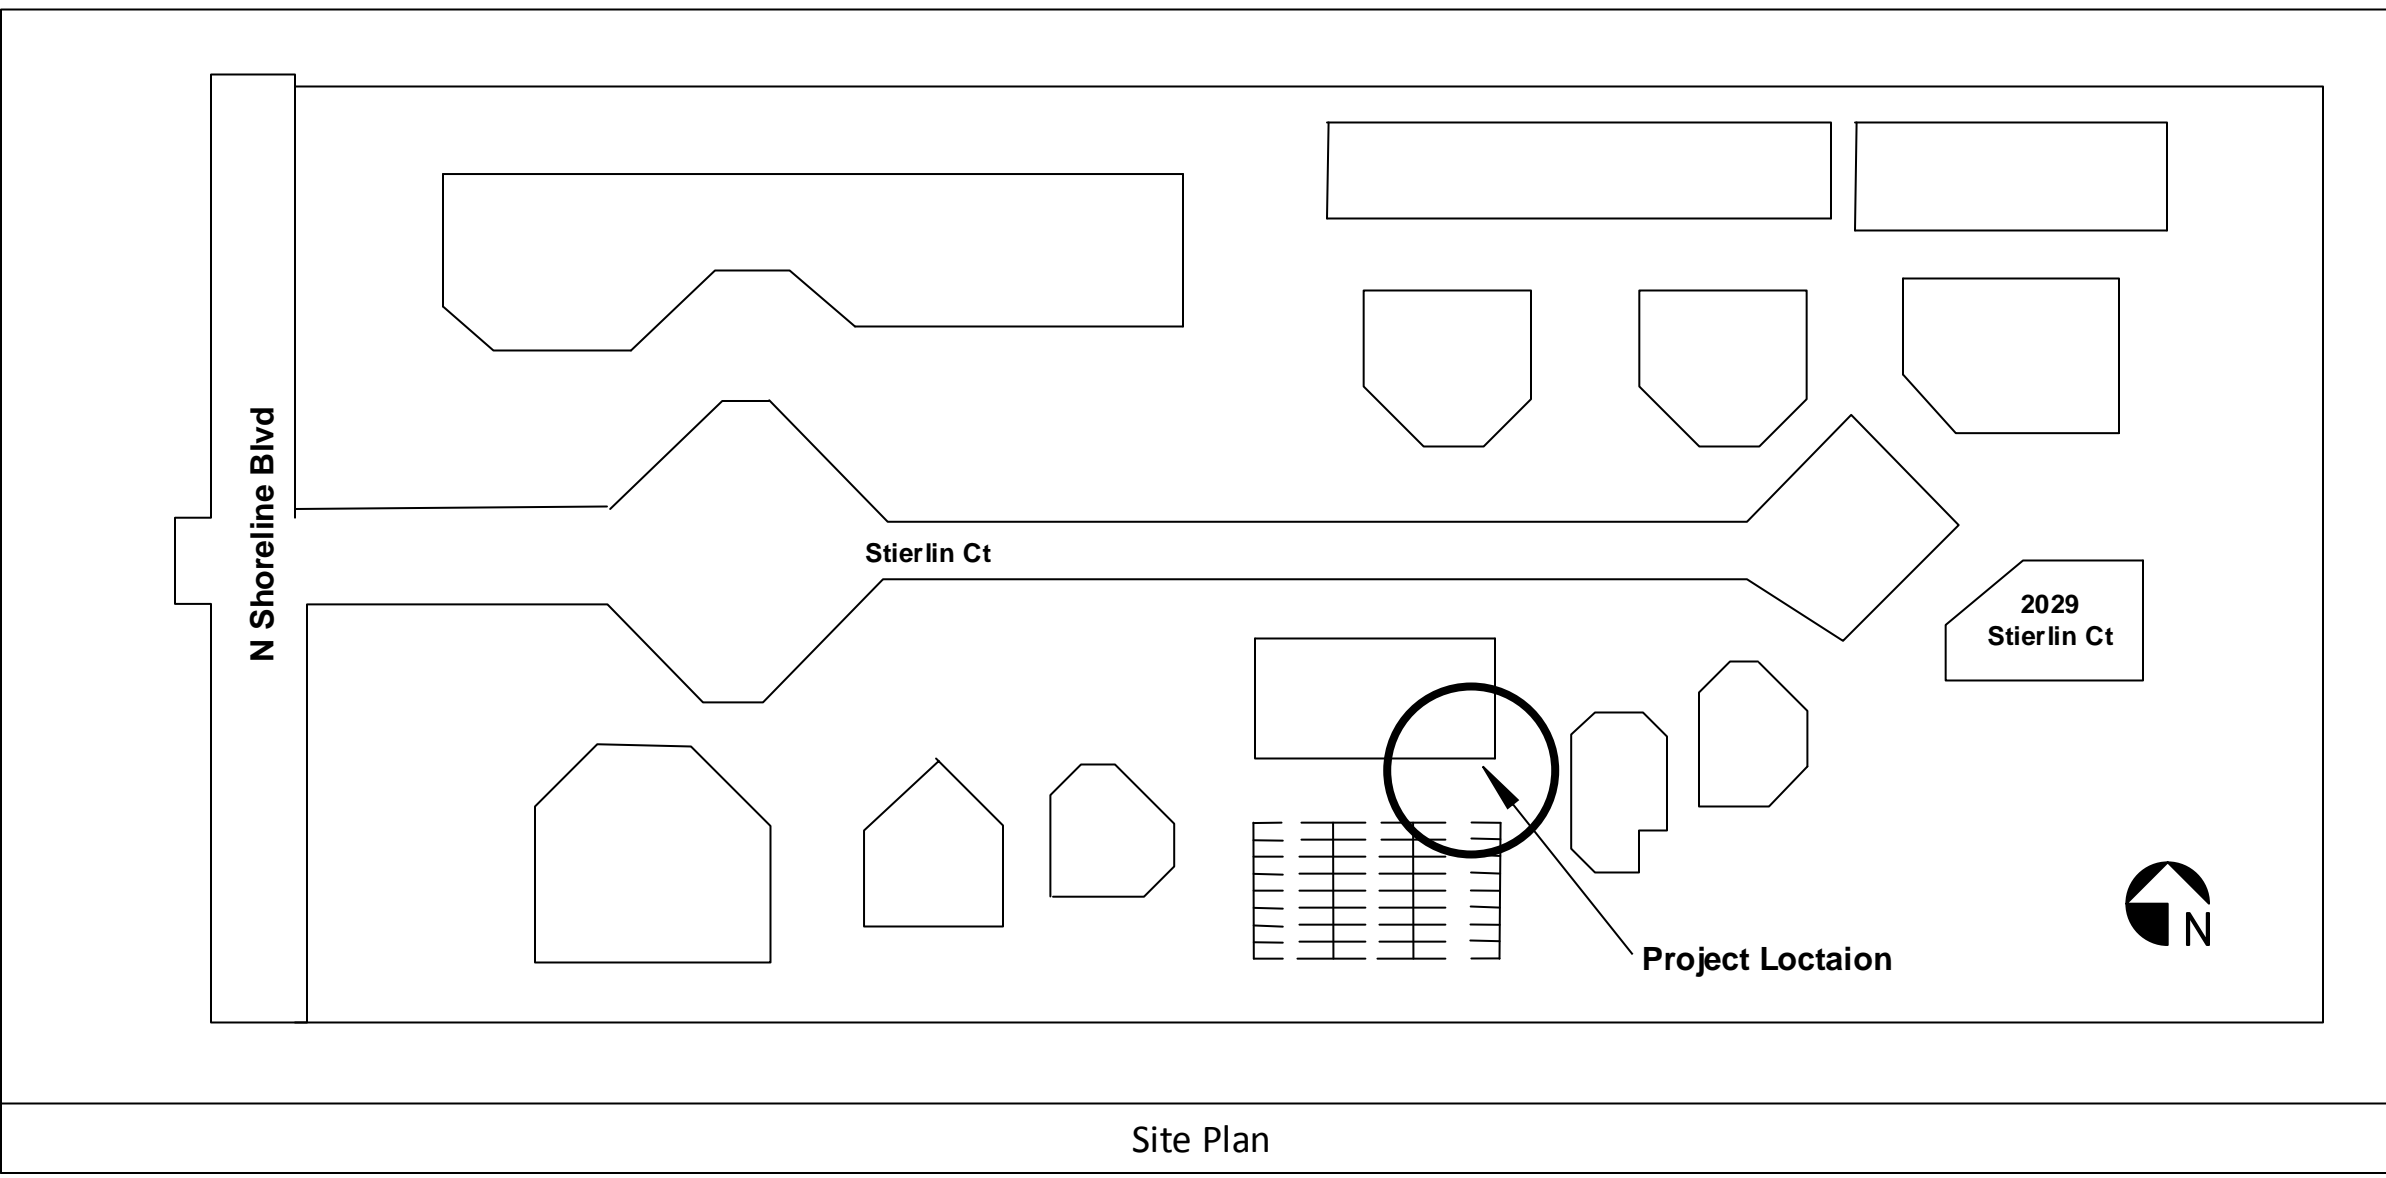 N Shoreline Blvd
Stierlin Ct
2029
Stierlin Ct
Project Loctaion
N
Site Plan